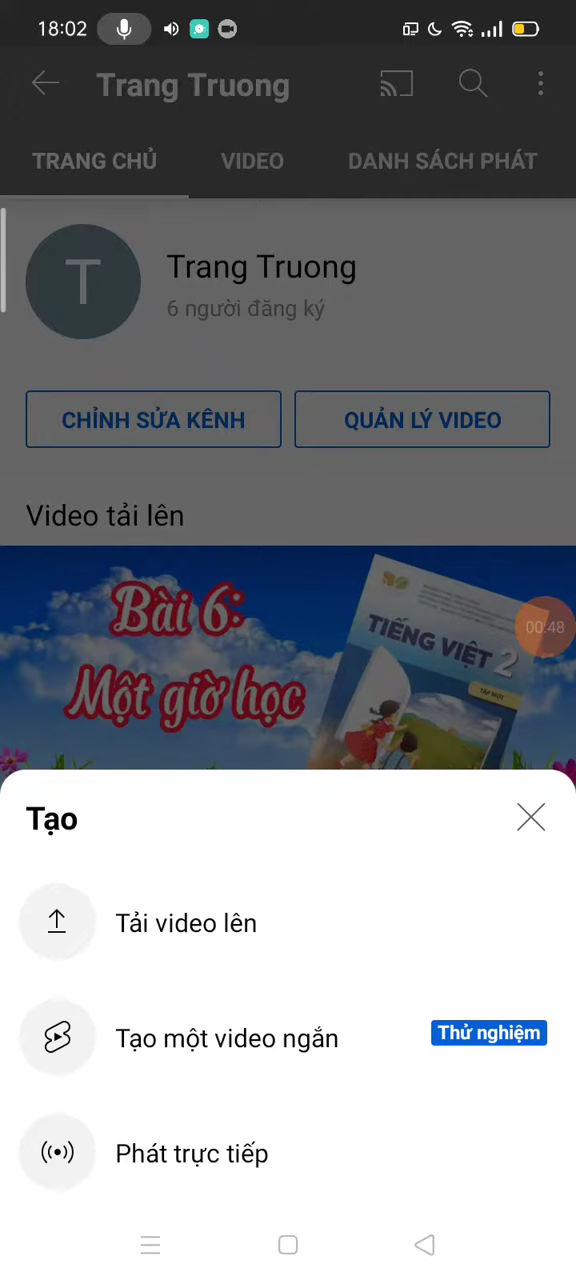 18:02
Trang Truong
TRANG CHỦ
VIDEO
DANH SÁCH PHÁT
T
Trang Truong
6 người đăng ký
CHỈNH SỬA KÊNH
QUẢN LÝ VIDEO
Video tải lên
Bài 6:
Một giờ học
TIẾNG VIỆT 2
TẬP MỘT
00:48
Tạo
Tải video lên
Tạo một video ngắn
Thử nghiệm
Phát trực tiếp